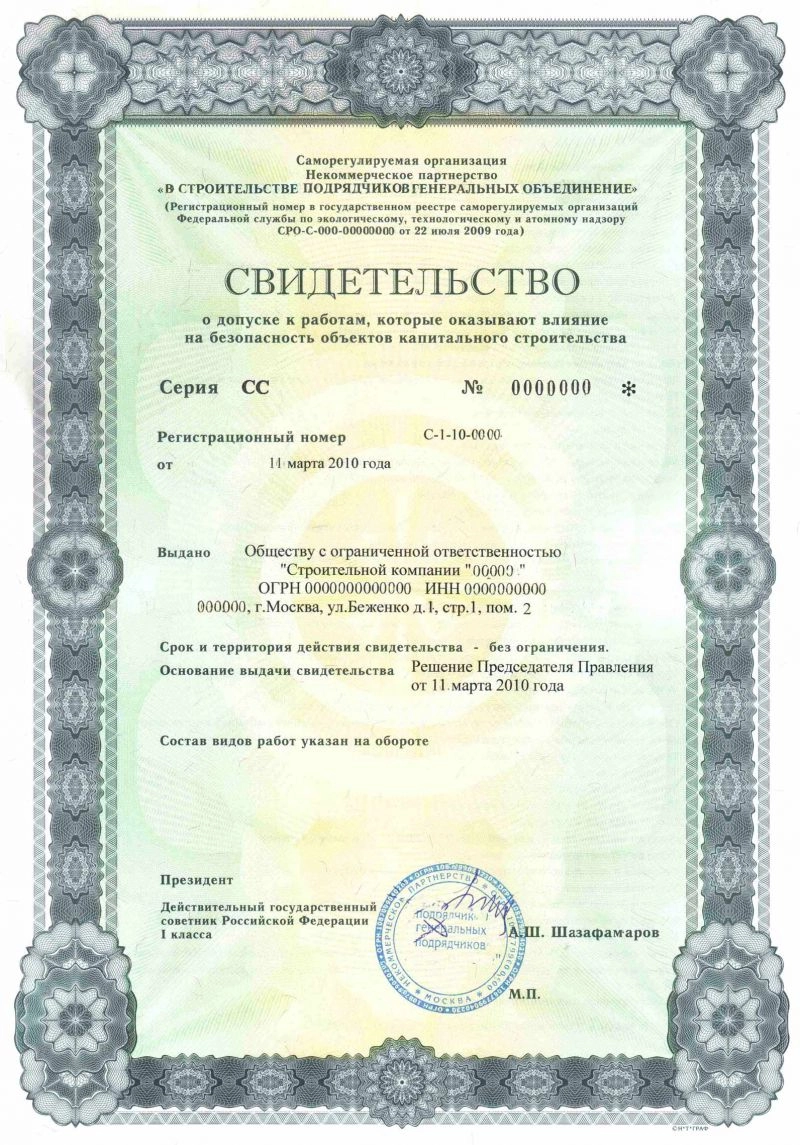 Саморегулируемая организация
Некоммерческое партнерство
«В СТРОИТЕЛЬСТВЕ ПОДРЯДЧИКОВ ГЕНЕРАЛЬНЫХ ОБЪЕДИНЕНИЕ»
(Регистрационный номер в государственном реестре саморегулируемых организаций
Федеральной службы по экологическому, технологическому и атомному надзору
СРО-С-000-00000000 от 22 июля 2009 года)
СВИДЕТЕЛЬСТВО
о допуске к работам, которые оказывают влияние
на безопасность объектов капитального строительства
Серия СС № 0000000 *
Регистрационный номер С-1-10-0000
от 11 марта 2010 года
Выдано Обществу с ограниченной ответственностью
"Строительной компании "00000 "
ОГРН 0000000000000 ИНН 0000000000
000000, г.Москва, ул.Беженко д.1, стр.1, пом. 2
Срок и территория действия свидетельства - без ограничения.
Основание выдачи свидетельства Решение Председателя Правления
от 11 марта 2010 года
Состав видов работ указан на обороте
Президент
Действительный государственный
советник Российской Федерации
1 класса
А.Ш. Шазафамаров
НЕКОММЕРЧЕСКОЕ ПАРТНЕРСТВО
подрядчик
генеральных
подрядчиков
* МОСКВА *
М.П.
©Н*Т*ГРАФ